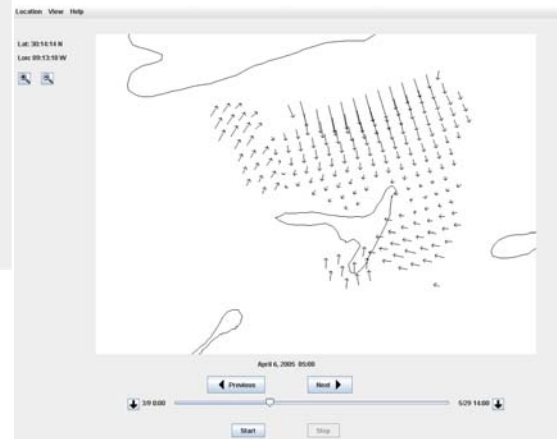 Location View Help
Lat: 30:14:14 N
Lon: 89:13:18 W
April 6, 2005 05:00
Previous Next
3/9 0:00 5/29 14:00
Start Stop